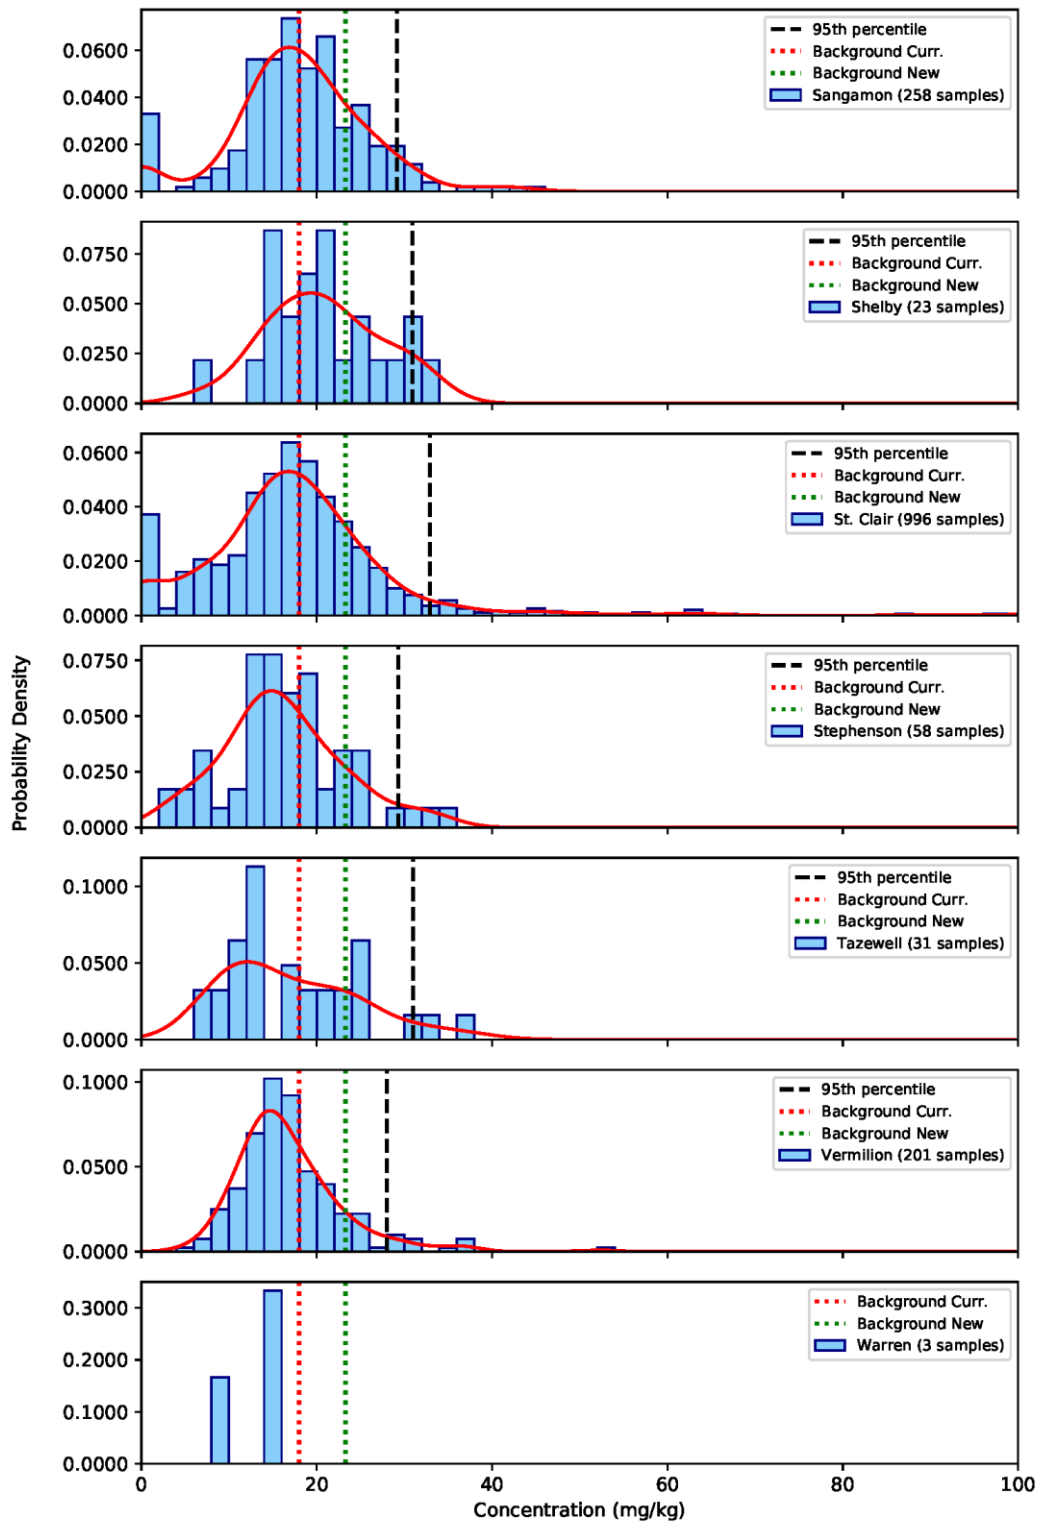 0.0600
0.0400
0.0200
0.0000
95th percentile
Background Curr.
Background New
Sangamon (258 samples)
0.0750
0.0500
0.0250
0.0000
95th percentile
Background Curr.
Background New
Shelby (23 samples)
0.0600
0.0400
0.0200
0.0000
95th percentile
Background Curr.
Background New
St. Clair (996 samples)
Probability Density
0.0750
0.0500
0.0250
0.0000
95th percentile
Background Curr.
Background New
Stephenson (58 samples)
0.1000
0.0500
0.0000
95th percentile
Background Curr.
Background New
Tazewell (31 samples)
0.1000
0.0500
0.0000
95th percentile
Background Curr.
Background New
Vermilion (201 samples)
0.3000
0.2000
0.1000
0.0000
Background Curr.
Background New
Warren (3 samples)
0 20 40 60 80 100
Concentration (mg/kg)